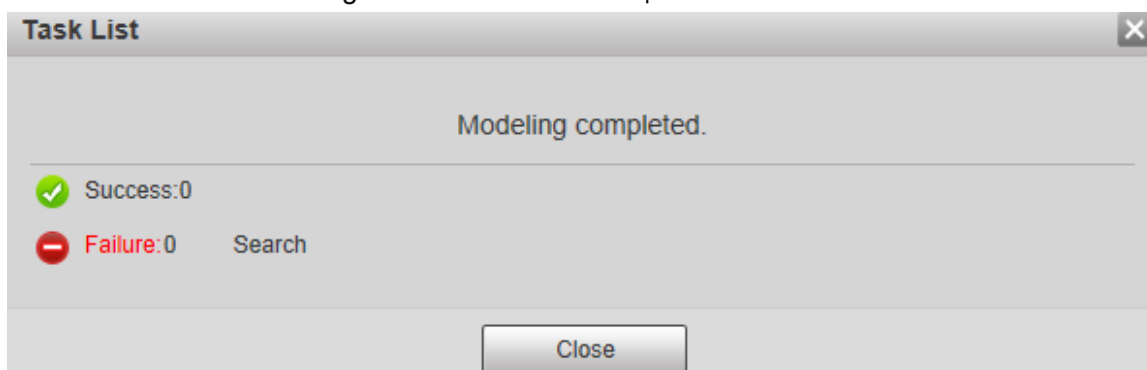 Task List
Modeling completed.
Success:0
Failure:0 Search
Close